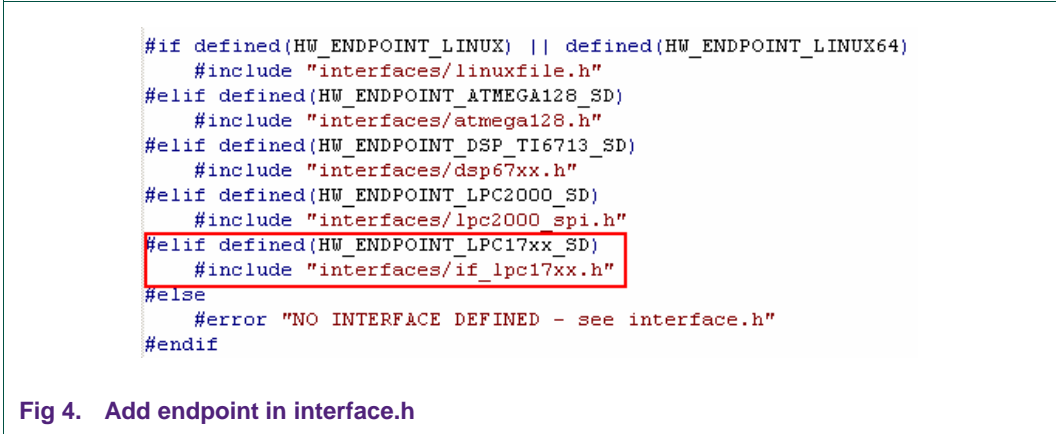 #if defined(HW_ENDPOINT_LINUX) || defined(HW_ENDPOINT_LINUX64)
    #include "interfaces/linuxfile.h"
#elif defined(HW_ENDPOINT_ATMEGA128_SD)
    #include "interfaces/atmega128.h"
#elif defined(HW_ENDPOINT_DSP_TI6713_SD)
    #include "interfaces/dsp67xx.h"
#elif defined(HW_ENDPOINT_LPC2000_SD)
    #include "interfaces/lpc2000_spi.h"
#elif defined(HW_ENDPOINT_LPC17xx_SD)
    #include "interfaces/if_lpc17xx.h"
#else
    #error "NO INTERFACE DEFINED - see interface.h"
#endif
Fig 4. Add endpoint in interface.h